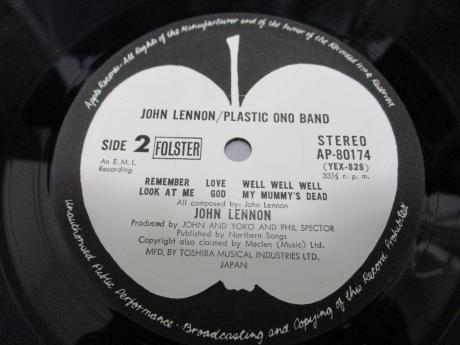 Apple Records · All Rights of the Manufacturer and of the Owner of the Recorded Work Reserved
JOHN LENNON/PLASTIC ONO BAND
SIDE 2 FOLSTER STEREO
An E.M.I. Recording
AP-80174
(YEX-828)
33⅓ r. p. m.
REMEMBER LOVE WELL WELL WELL
LOOK AT ME GOD MY MUMMY'S DEAD
All composed by: John Lennon
JOHN LENNON
Produced by JOHN AND YOKO AND PHIL SPECTOR
Published by Northern Songs
Copyright also claimed by Maclen (Music) Ltd.
MFD. BY TOSHIBA MUSICAL INDUSTRIES LTD.
JAPAN
Unauthorised Public Performance · Broadcasting and Copying of this Record Prohibited